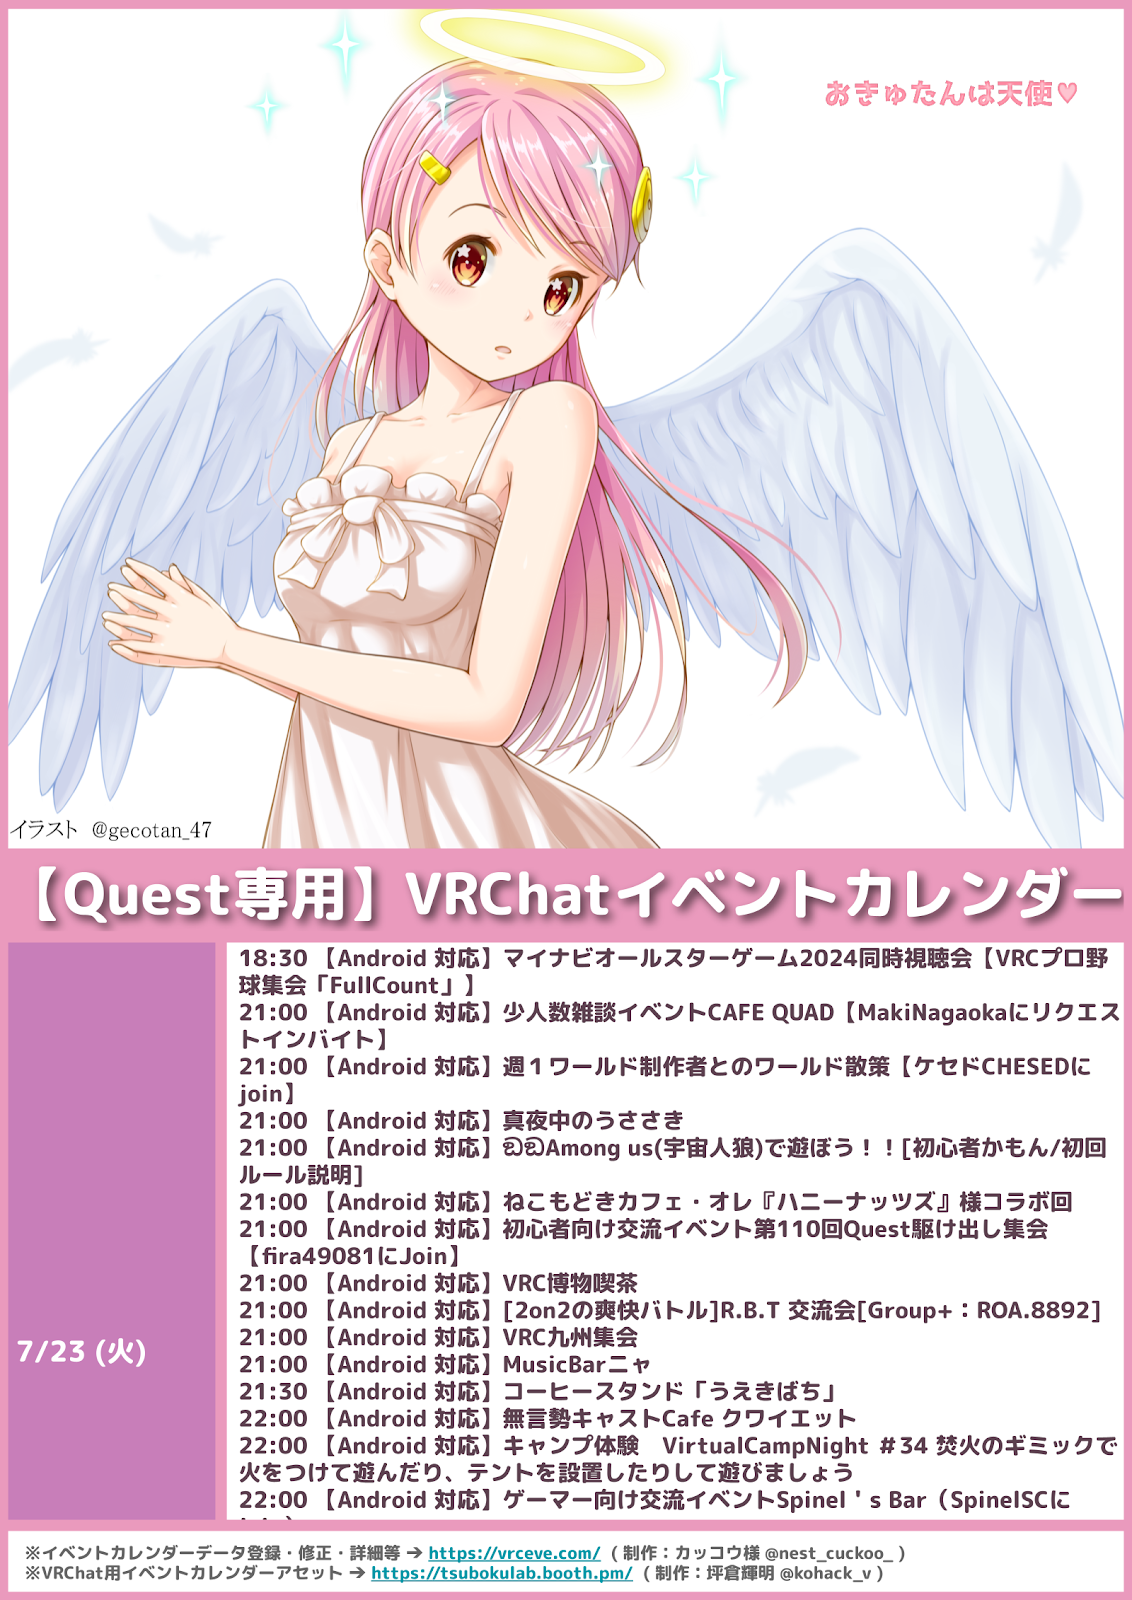 おきゅたんは天使♥
イラスト @gecotan_47
【Quest専用】VRChatイベントカレンダー
7/23 (火)
18:30 【Android 対応】マイナビオールスターゲーム2024同時視聴会【VRCプロ野
球集会「FullCount」】
21:00 【Android 対応】少人数雑談イベントCAFE QUAD【MakiNagaokaにリクエス
トインバイト】
21:00 【Android 対応】週１ワールド制作者とのワールド散策【ケセドCHESEDに
join】
21:00 【Android 対応】真夜中のうささき
21:00 【Android 対応】ඞඞAmong us(宇宙人狼)で遊ぼう！！[初心者かもん/初回
ルール説明]
21:00 【Android 対応】ねこもどきカフェ・オレ『ハニーナッツズ』様コラボ回
21:00 【Android 対応】初心者向け交流イベント第110回Quest駆け出し集会
【fira49081にJoin】
21:00 【Android 対応】VRC博物喫茶
21:00 【Android 対応】[2on2の爽快バトル]R.B.T 交流会[Group+：ROA.8892]
21:00 【Android 対応】VRC九州集会
21:00 【Android 対応】MusicBarニャ
21:30 【Android 対応】コーヒースタンド「うえきばち」
22:00 【Android 対応】無言勢キャストCafe クワイエット
22:00 【Android 対応】キャンプ体験　VirtualCampNight ＃34 焚火のギミックで
火をつけて遊んだり、テントを設置したりして遊びましょう
22:00 【Android 対応】ゲーマー向け交流イベントSpinel＇s Bar（SpinelSCに
※イベントカレンダーデータ登録・修正・詳細等 ➔ https://vrceve.com/ （ 制作：カッコウ様 @nest_cuckoo_ ）
※VRChat用イベントカレンダーアセット ➔ https://tsubokulab.booth.pm/ （ 制作：坪倉輝明 @kohack_v ）